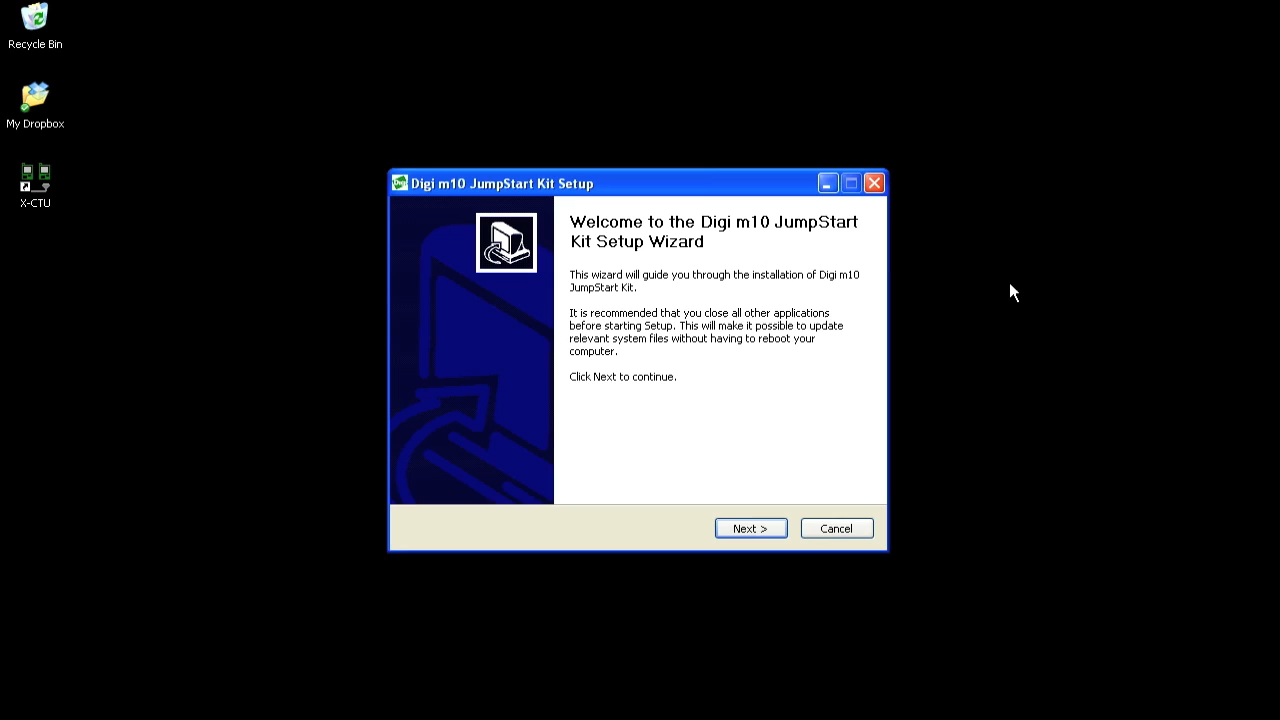 Recycle Bin
My Dropbox
X-CTU
Digi m10 JumpStart Kit Setup
Welcome to the Digi m10 JumpStart
Kit Setup Wizard
This wizard will guide you through the installation of Digi m10
JumpStart Kit.
It is recommended that you close all other applications
before starting Setup. This will make it possible to update
relevant system files without having to reboot your
computer.
Click Next to continue.
Next >
Cancel